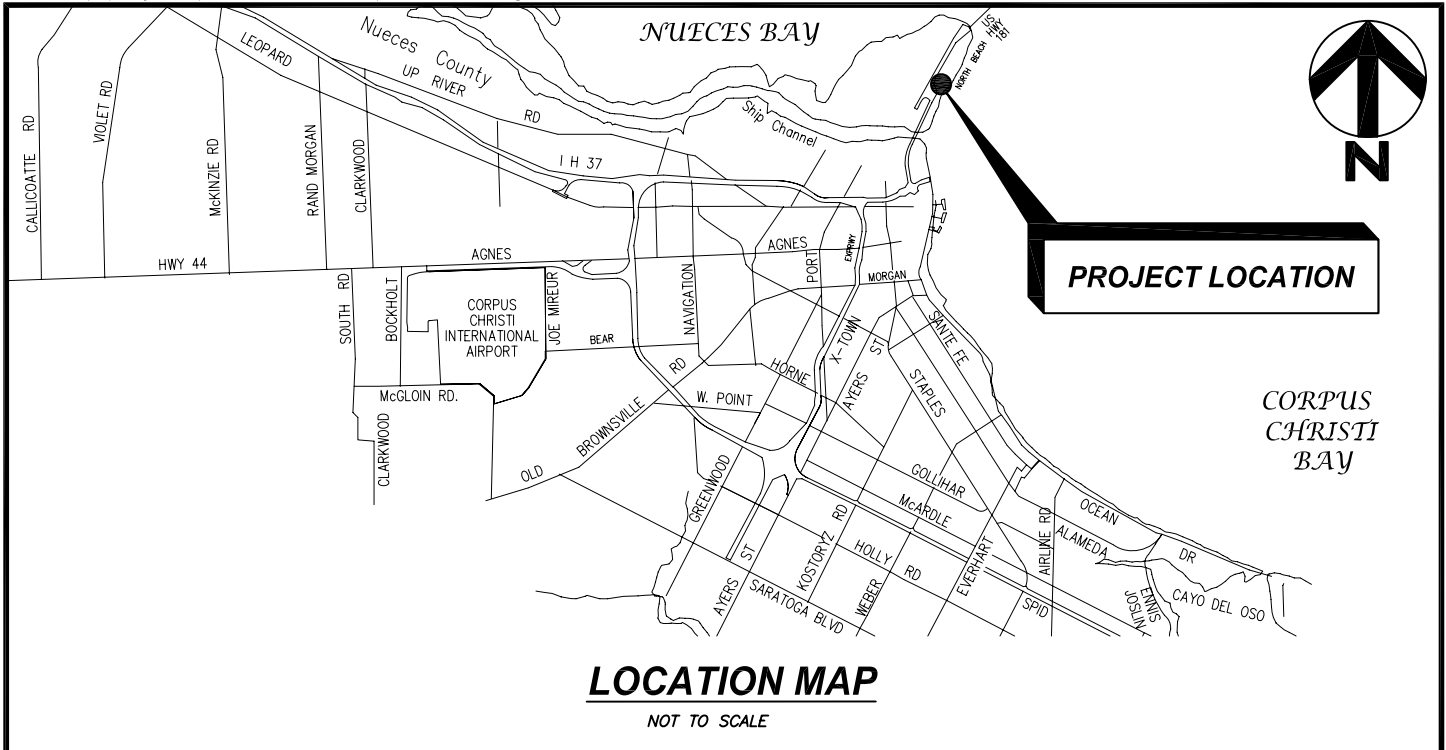 NUECES BAY
US HWY 181
NORTH BEACH
Nueces County
LEOPARD
UP RIVER
RD
Ship Channel
I H 37
N
CALLICOATTE RD
VIOLET RD
McKINZIE RD
RAND MORGAN
CLARKWOOD
HWY 44
AGNES
AGNES
PORT
EXPRWY
MORGAN
PROJECT LOCATION
SOUTH RD
BOCKHOLT
CORPUS
CHRISTI
INTERNATIONAL
AIRPORT
JOE MIREUR
BEAR
NAVIGATION
X-TOWN
AYERS ST
SANTE FE
STAPLES
HORNE
RD
W. POINT
McGLOIN RD.
CLARKWOOD
OLD
BROWNSVILLE
CORPUS
CHRISTI
BAY
GREENWOOD
GOLLIHAR
McARDLE
OCEAN
DR
ALAMEDA
AIRLINE RD
EVERHART
KOSTORYZ RD
HOLLY
RD
WEBER
AYERS ST
SARATOGA BLVD
SPID
ENNIS
JOSLIN
CAYO DEL OSO
LOCATION MAP
NOT TO SCALE